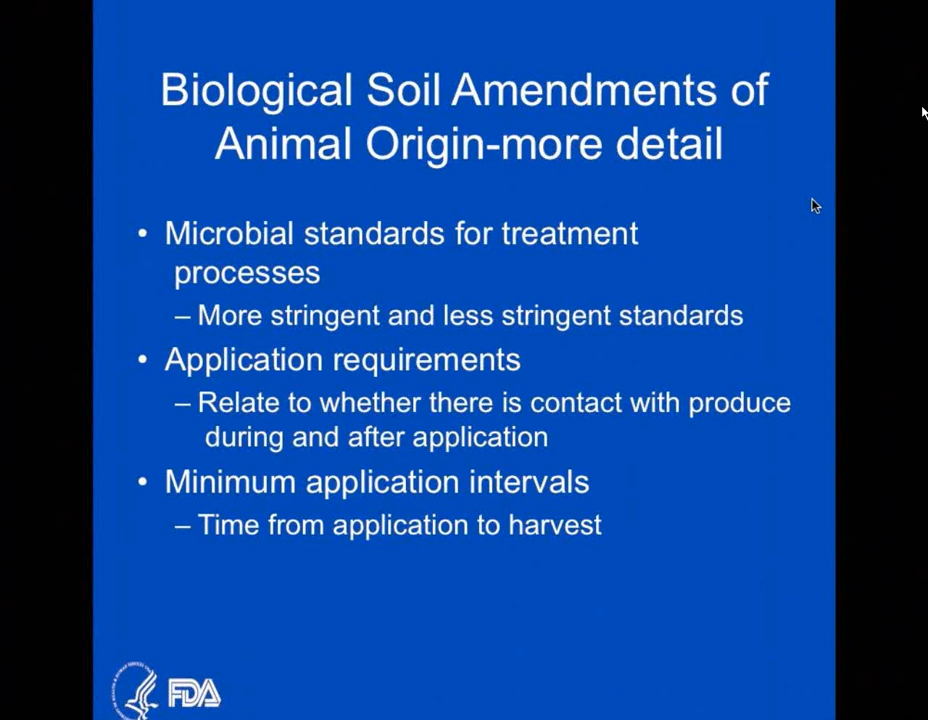 Biological Soil Amendments of
Animal Origin-more detail
• Microbial standards for treatment
processes
– More stringent and less stringent standards
• Application requirements
– Relate to whether there is contact with produce
during and after application
• Minimum application intervals
– Time from application to harvest
FDA